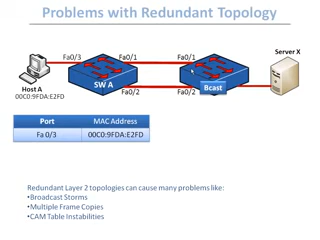 Problems with Redundant Topology
Server X
Fa0/3
Fa0/1
Fa0/1
SW A
Bcast
Host A
00C0:9FDA:E2FD
Fa0/2
Fa0/2
Port MAC Address
Fa 0/3 00C0:9FDA:E2FD
Redundant Layer 2 topologies can cause many problems like:
•Broadcast Storms
•Multiple Frame Copies
•CAM Table Instabilities